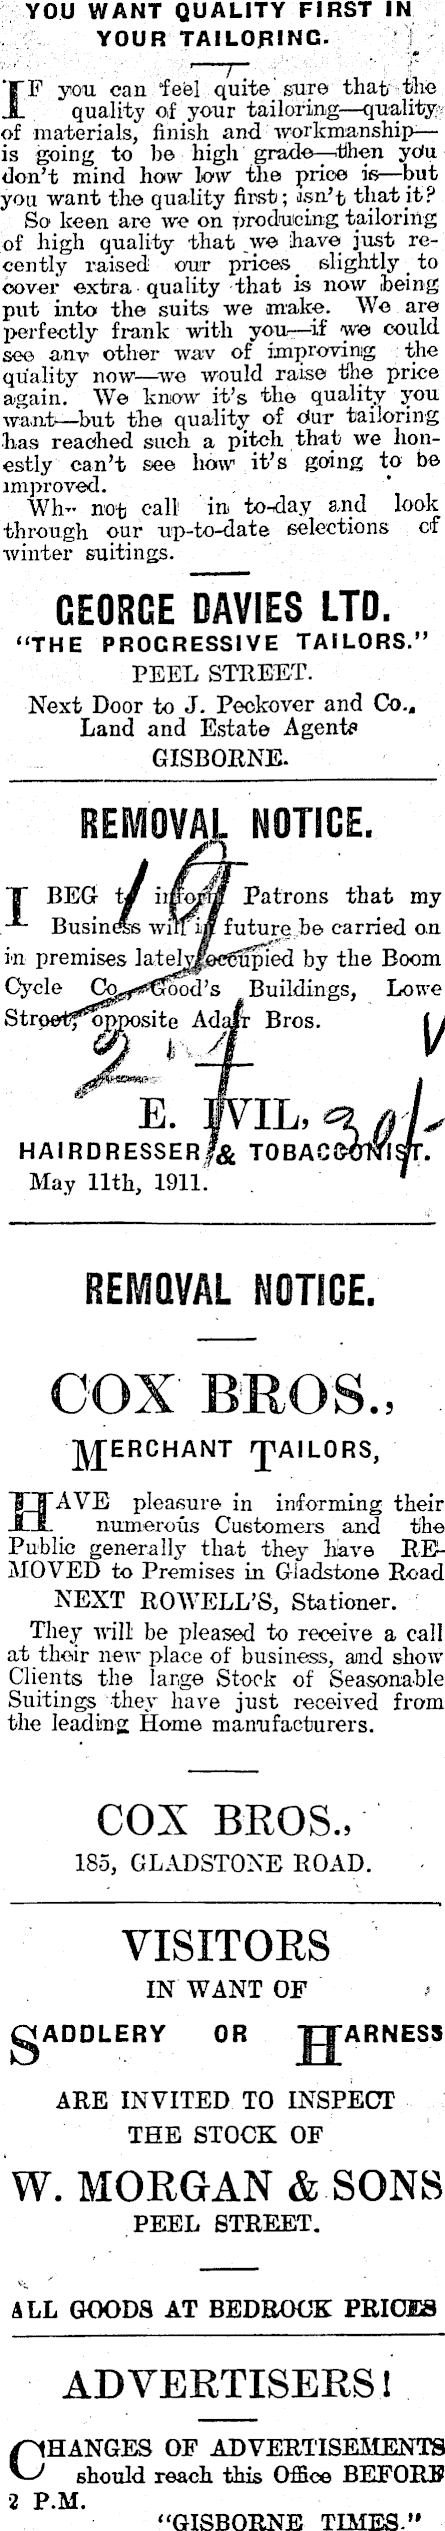 YOU WANT QUALITY FIRST IN
YOUR TAILORING.
IF you can feel quite sure that the
quality of your tailoring—quality
of materials, finish and workmanship—
is going to be high grade—then you
don't mind how low the price is—but
you want the quality first; isn't that it?
So keen are we on producing tailoring
of high quality that we have just re-
cently raised our prices slightly to
cover extra quality that is now being
put into the suits we make. We are
perfectly frank with you—if we could
see any other way of improving the
quality now—we would raise the price
again. We know it's the quality you
want—but the quality of our tailoring
has reached such a pitch that we hon-
estly can't see how it's going to be
improved.
Why not call in to-day and look
through our up-to-date selections of
winter suitings.
GEORGE DAVIES LTD.
"THE PROGRESSIVE TAILORS."
PEEL STREET.
Next Door to J. Peckover and Co.,
Land and Estate Agents
GISBORNE.
REMOVAL NOTICE.
I BEG to inform Patrons that my
Business will in future be carried on
in premises lately occupied by the Boom
Cycle Co., Good's Buildings, Lowe
Street, opposite Adair Bros.
E. IVIL,
HAIRDRESSER & TOBACCONIST.
May 11th, 1911.
REMOVAL NOTICE.
COX BROS.,
MERCHANT TAILORS,
HAVE pleasure in informing their
numerous Customers and the
Public generally that they have RE-
MOVED to Premises in Gladstone Road
NEXT ROWELL'S, Stationer.
They will be pleased to receive a call
at their new place of business, and show
Clients the large Stock of Seasonable
Suitings they have just received from
the leading Home manufacturers.
COX BROS.,
185, GLADSTONE ROAD.
VISITORS
IN WANT OF
SADDLERY OR HARNESS
ARE INVITED TO INSPECT
THE STOCK OF
W. MORGAN & SONS
PEEL STREET.
ALL GOODS AT BEDROCK PRICES
ADVERTISERS!
CHANGES OF ADVERTISEMENTS
should reach this Office BEFORE
2 P.M.
"GISBORNE TIMES."